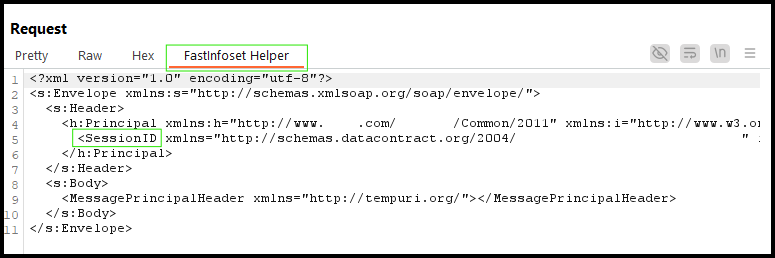 Request
Pretty Raw Hex FastInfoset Helper \n
1 <?xml version="1.0" encoding="utf-8"?>
2 <s:Envelope xmlns:s="http://schemas.xmlsoap.org/soap/envelope/">
3 <s:Header>
4 <h:Principal xmlns:h="http://www. .com/ /Common/2011" xmlns:i="http://www.w3.or
5 <SessionID xmlns="http://schemas.datacontract.org/2004/ " i
6 </h:Principal>
7 </s:Header>
8 <s:Body>
9 <MessagePrincipalHeader xmlns="http://tempuri.org/"></MessagePrincipalHeader>
10 </s:Body>
11 </s:Envelope>